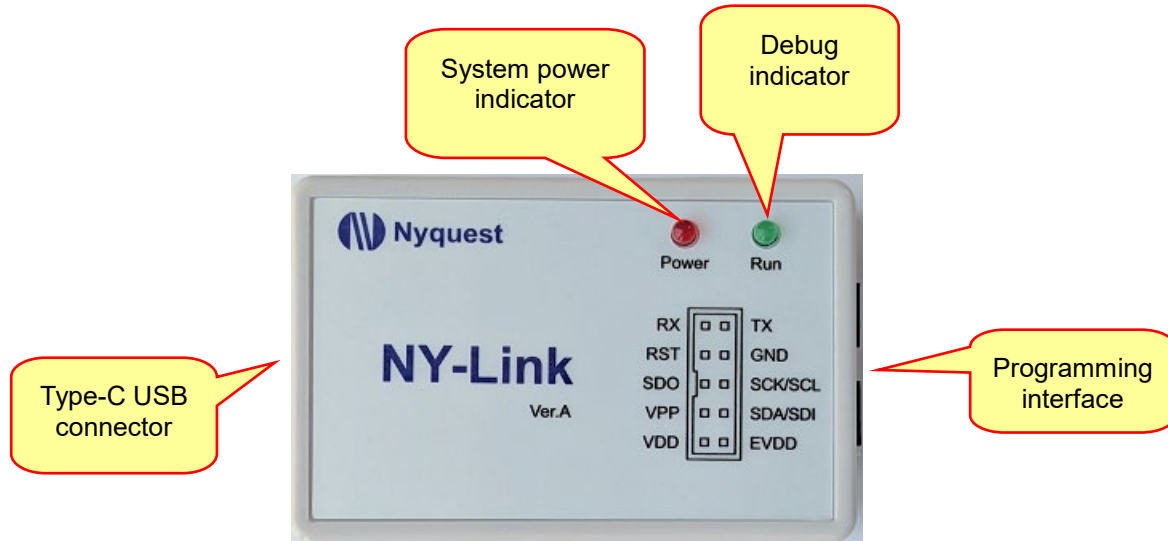 System power
indicator
Debug
indicator
Nyquest
Power
Run
RX TX
RST GND
NY-Link
SDO SCK/SCL
Ver.A
VPP SDA/SDI
VDD EVDD
Type-C USB
connector
Programming
interface